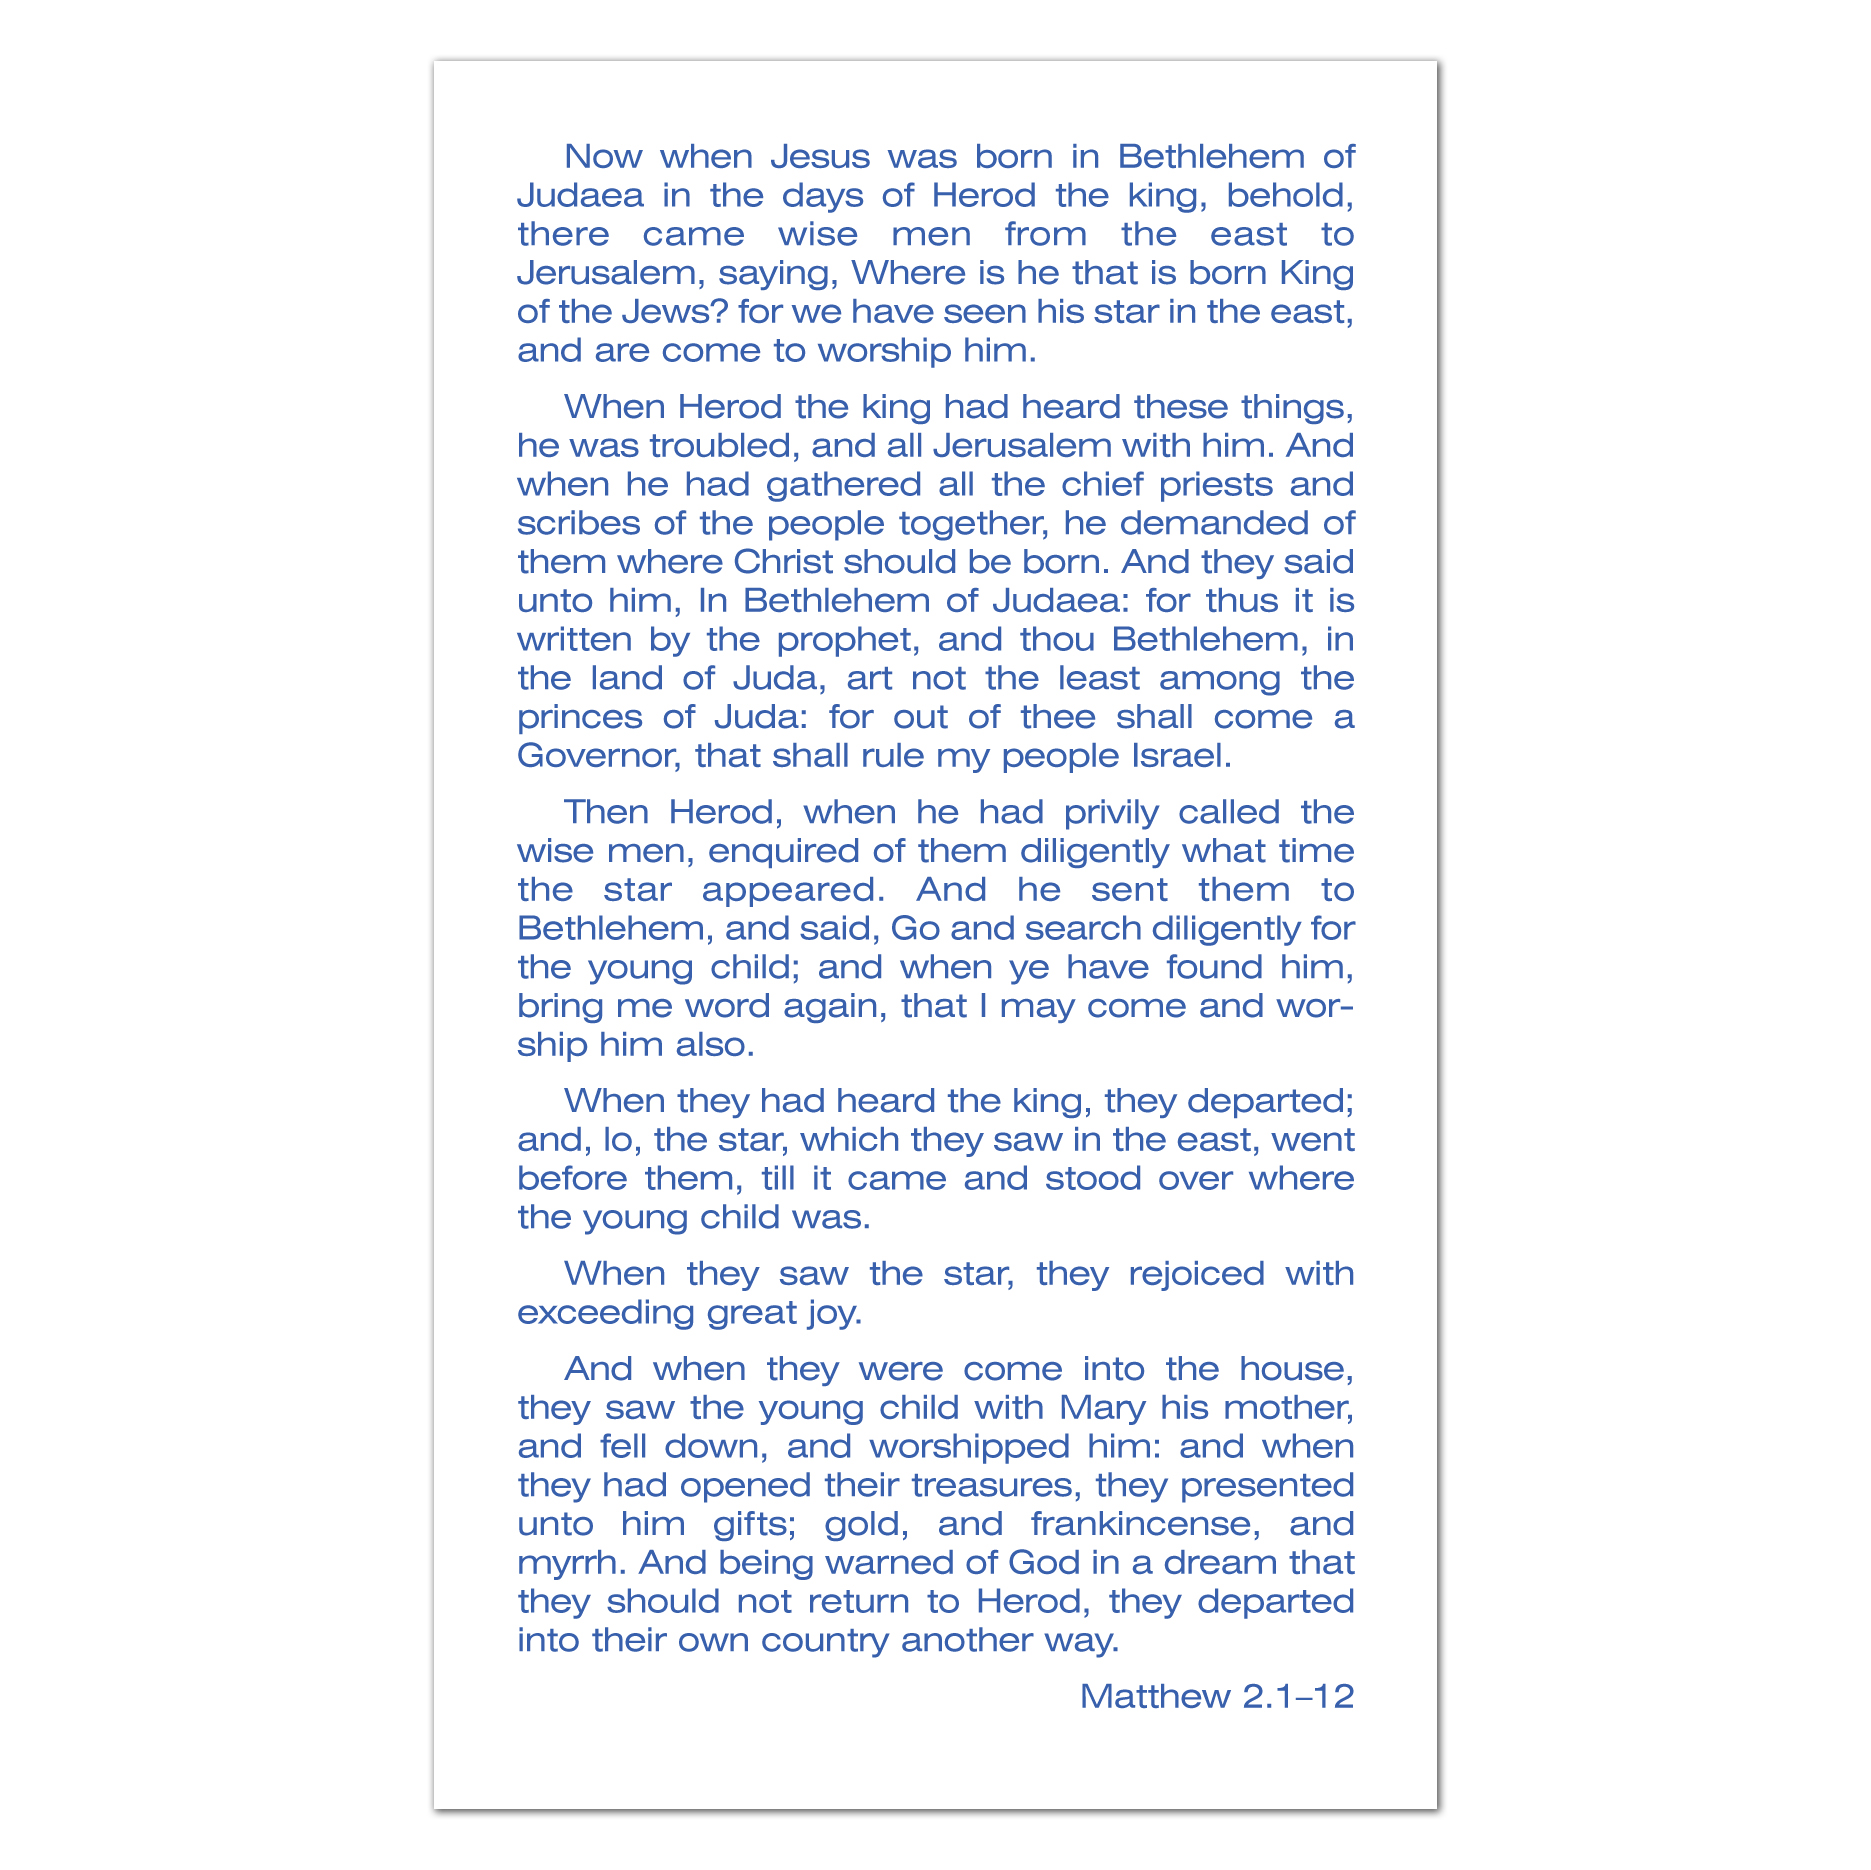 Now when Jesus was born in Bethlehem of
Judaea in the days of Herod the king, behold,
there came wise men from the east to
Jerusalem, saying, Where is he that is born King
of the Jews? for we have seen his star in the east,
and are come to worship him.
When Herod the king had heard these things,
he was troubled, and all Jerusalem with him. And
when he had gathered all the chief priests and
scribes of the people together, he demanded of
them where Christ should be born. And they said
unto him, In Bethlehem of Judaea: for thus it is
written by the prophet, and thou Bethlehem, in
the land of Juda, art not the least among the
princes of Juda: for out of thee shall come a
Governor, that shall rule my people Israel.
Then Herod, when he had privily called the
wise men, enquired of them diligently what time
the star appeared. And he sent them to
Bethlehem, and said, Go and search diligently for
the young child; and when ye have found him,
bring me word again, that I may come and wor-
ship him also.
When they had heard the king, they departed;
and, lo, the star, which they saw in the east, went
before them, till it came and stood over where
the young child was.
When they saw the star, they rejoiced with
exceeding great joy.
And when they were come into the house,
they saw the young child with Mary his mother,
and fell down, and worshipped him: and when
they had opened their treasures, they presented
unto him gifts; gold, and frankincense, and
myrrh. And being warned of God in a dream that
they should not return to Herod, they departed
into their own country another way.
Matthew 2.1–12